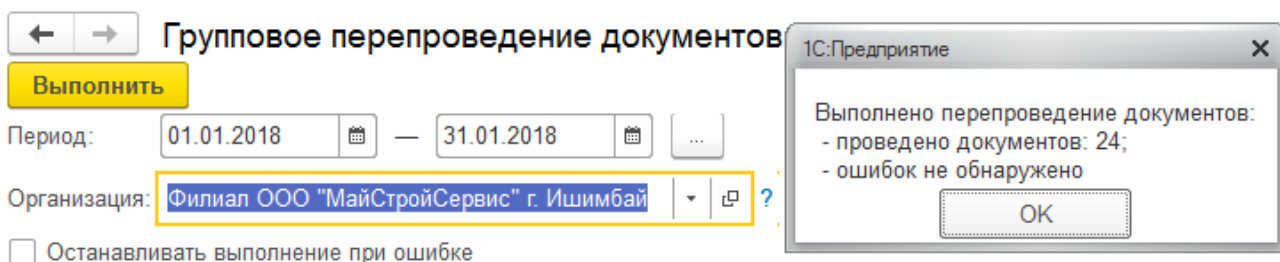 Групповое перепроведение документов
Выполнить
Период: 01.01.2018 — 31.01.2018 ...
Организация: Филиал ООО "МайСтройСервис" г. Ишимбай ?
Останавливать выполнение при ошибке
1С:Предприятие
Выполнено перепроведение документов:
- проведено документов: 24;
- ошибок не обнаружено
OK